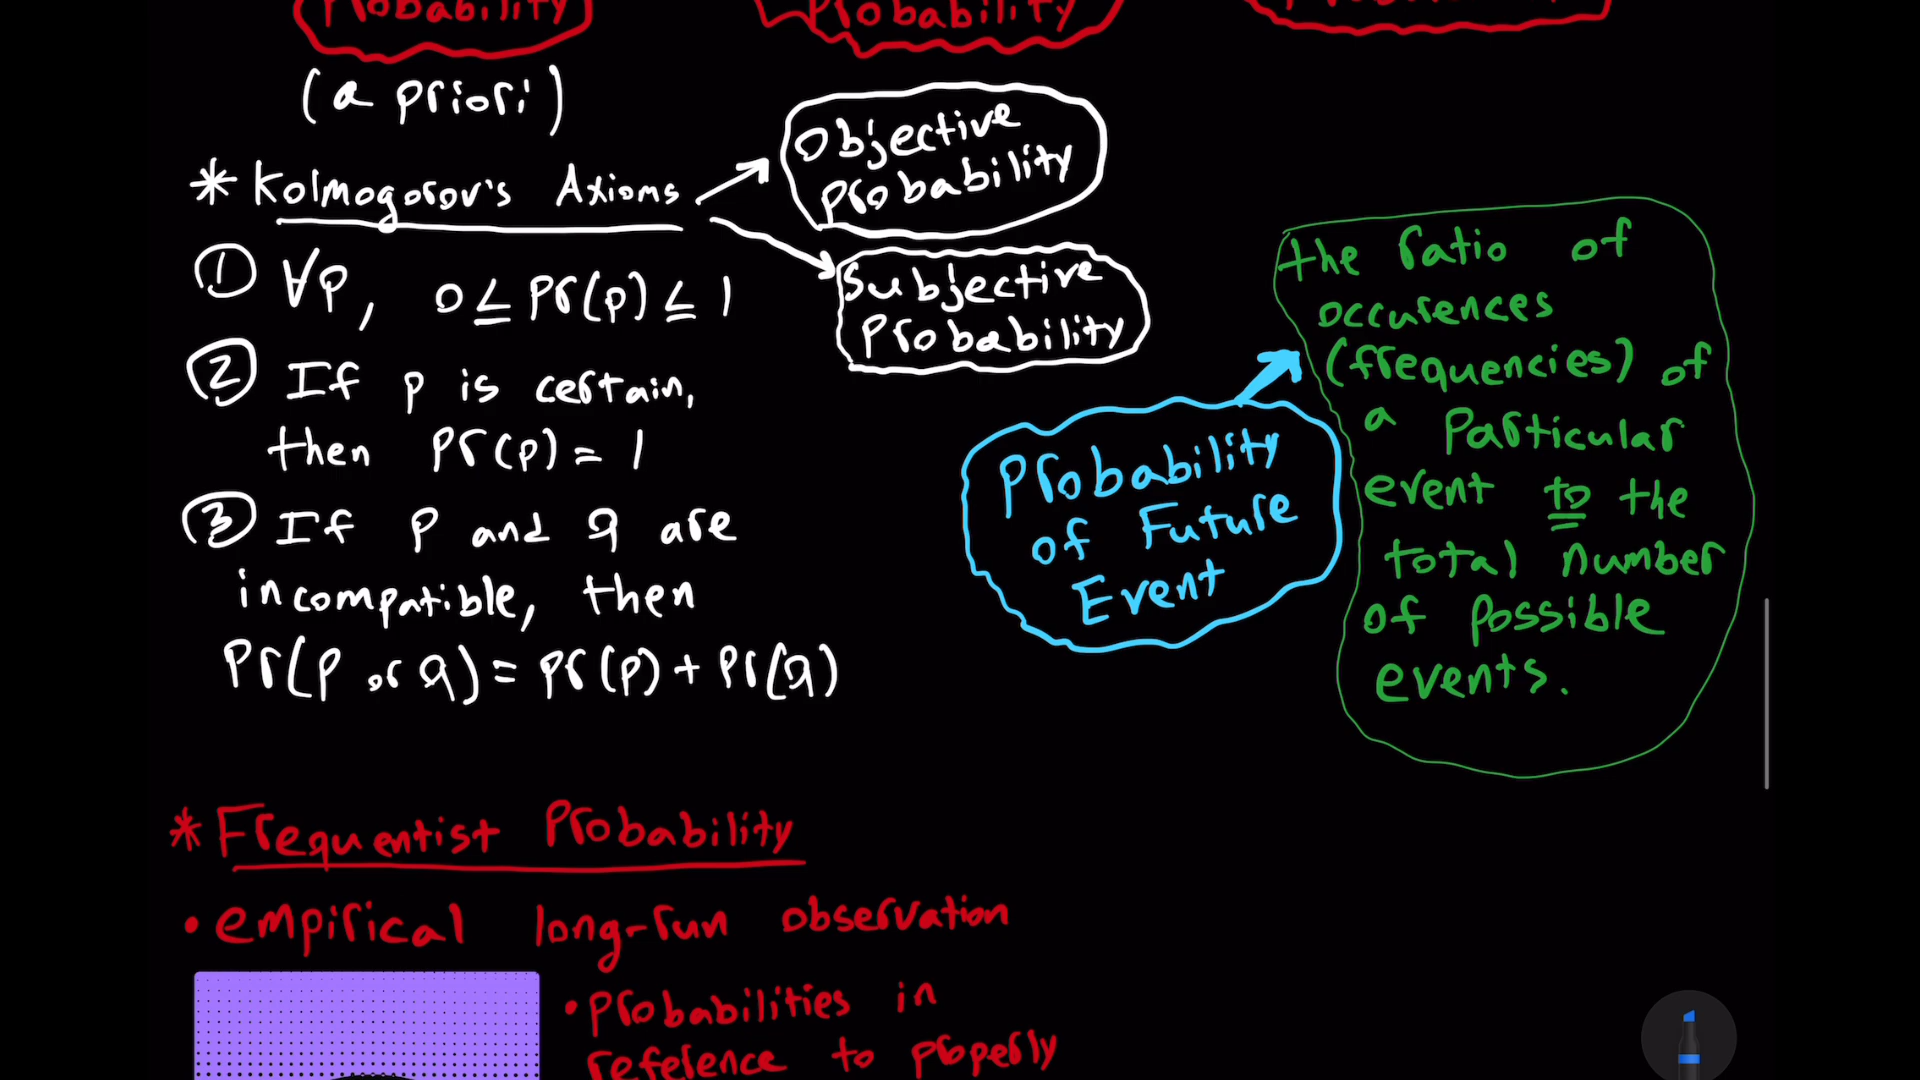 Probability
Probability
(a priori)
* Kolmogorov's Axioms
① ∀p, 0 ≤ Pr(p) ≤ 1
② If p is certain,
then Pr(p) = 1
③ If p and q are
incompatible, then
Pr(p or q) = Pr(p) + Pr(q)
Objective
Probability
Subjective
Probability
Probability
of Future
Event
the ratio of
occurences
(frequencies) of
a particular
event to the
total number
of possible
events.
* Frequentist Probability
• empirical long-run observation
• Probabilities in
reference to properly